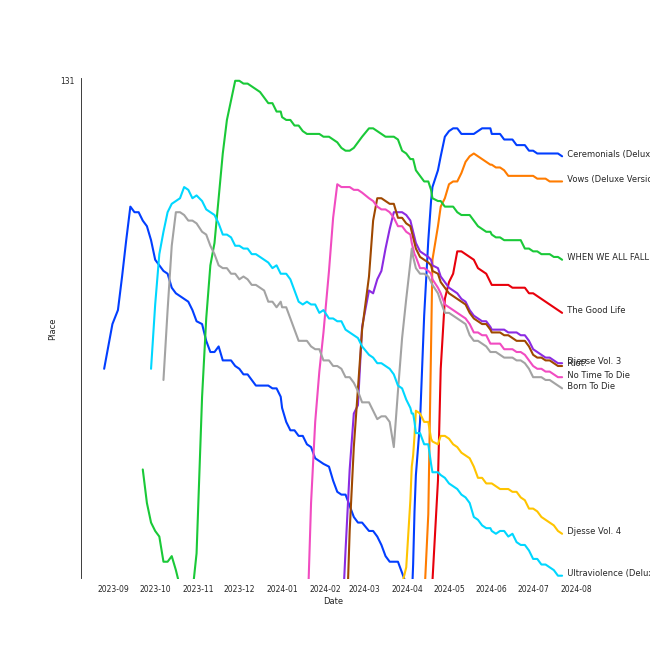 131
Place
Ceremonials (Delux
Vows (Deluxe Versio
WHEN WE ALL FALL
The Good Life
Djesse Vol. 3
No Time To Die
Born To Die
Djesse Vol. 4
Ultraviolence (Delu
2023-09 2023-10 2023-11 2023-12 2024-01 2024-02 2024-03 2024-04 2024-05 2024-06 2024-07 2024-08
Date